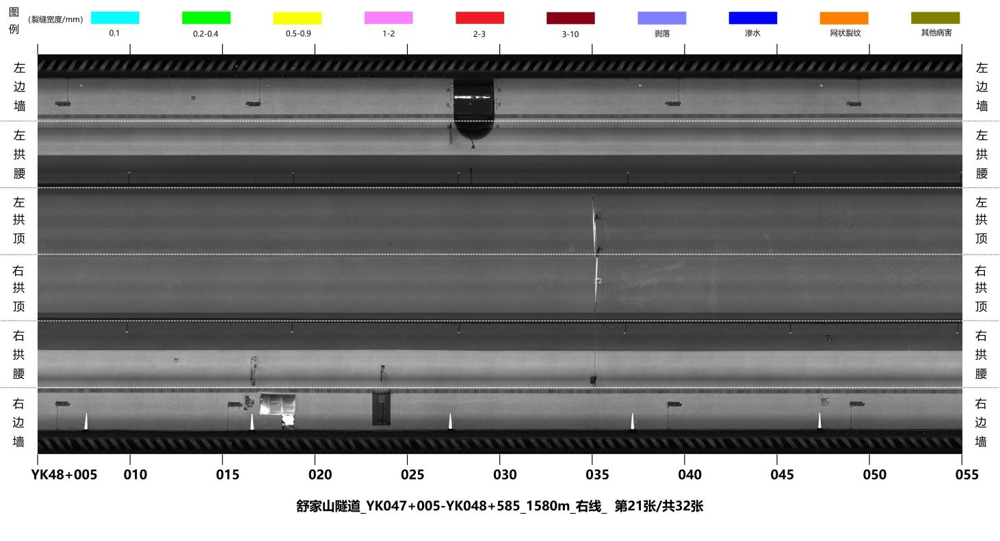 图例 (裂缝宽度/mm) 0.1 0.2-0.4 0.5-0.9 1-2 2-3 3-10 剥落 渗水 网状裂纹 其他病害
左边墙 左边墙
左拱腰 左拱腰
左拱顶 左拱顶
右拱顶 右拱顶
右拱腰 右拱腰
右边墙 右边墙
YK48+005 010 015 020 025 030 035 040 045 050 055
舒家山隧道_YK047+005-YK048+585_1580m_右线_ 第21张/共32张